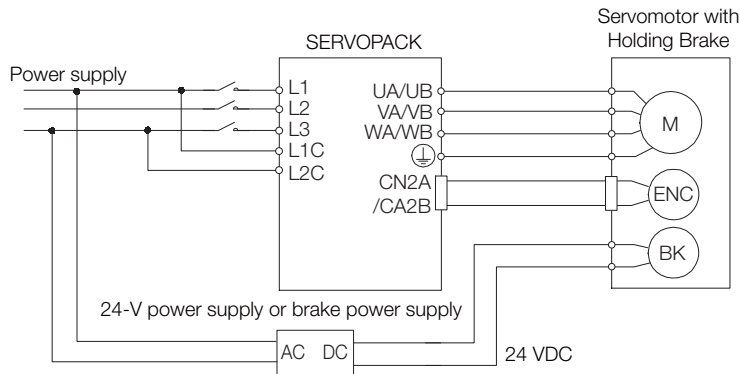 Servomotor with
Holding Brake
SERVOPACK
Power supply
L1
L2
L3
L1C
L2C
UA/UB
VA/VB
WA/WB
CN2A
/CA2B
M
ENC
BK
24-V power supply or brake power supply
AC DC
24 VDC